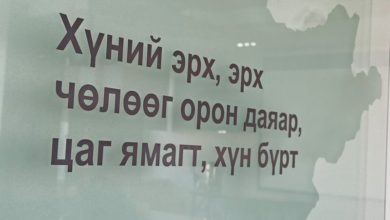 Хүний эрх, эрх
чөлөөг орон даяар,
цаг ямагт, хүн бүрт